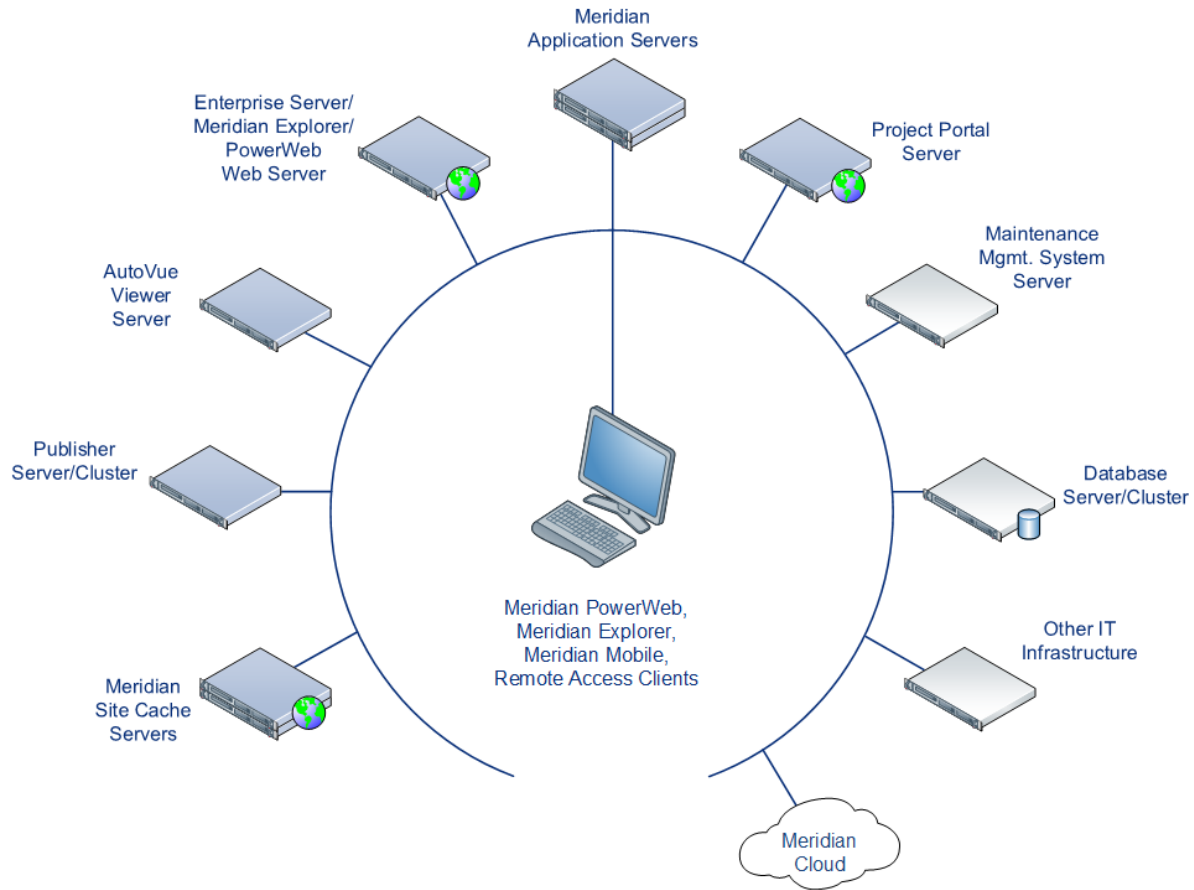 Meridian
Application Servers
Enterprise Server/
Meridian Explorer/
PowerWeb
Web Server
Project Portal
Server
Maintenance
Mgmt. System
Server
AutoVue
Viewer
Server
Publisher
Server/Cluster
Database
Server/Cluster
Meridian PowerWeb,
Meridian Explorer,
Meridian Mobile,
Remote Access Clients
Other IT
Infrastructure
Meridian
Site Cache
Servers
Meridian
Cloud